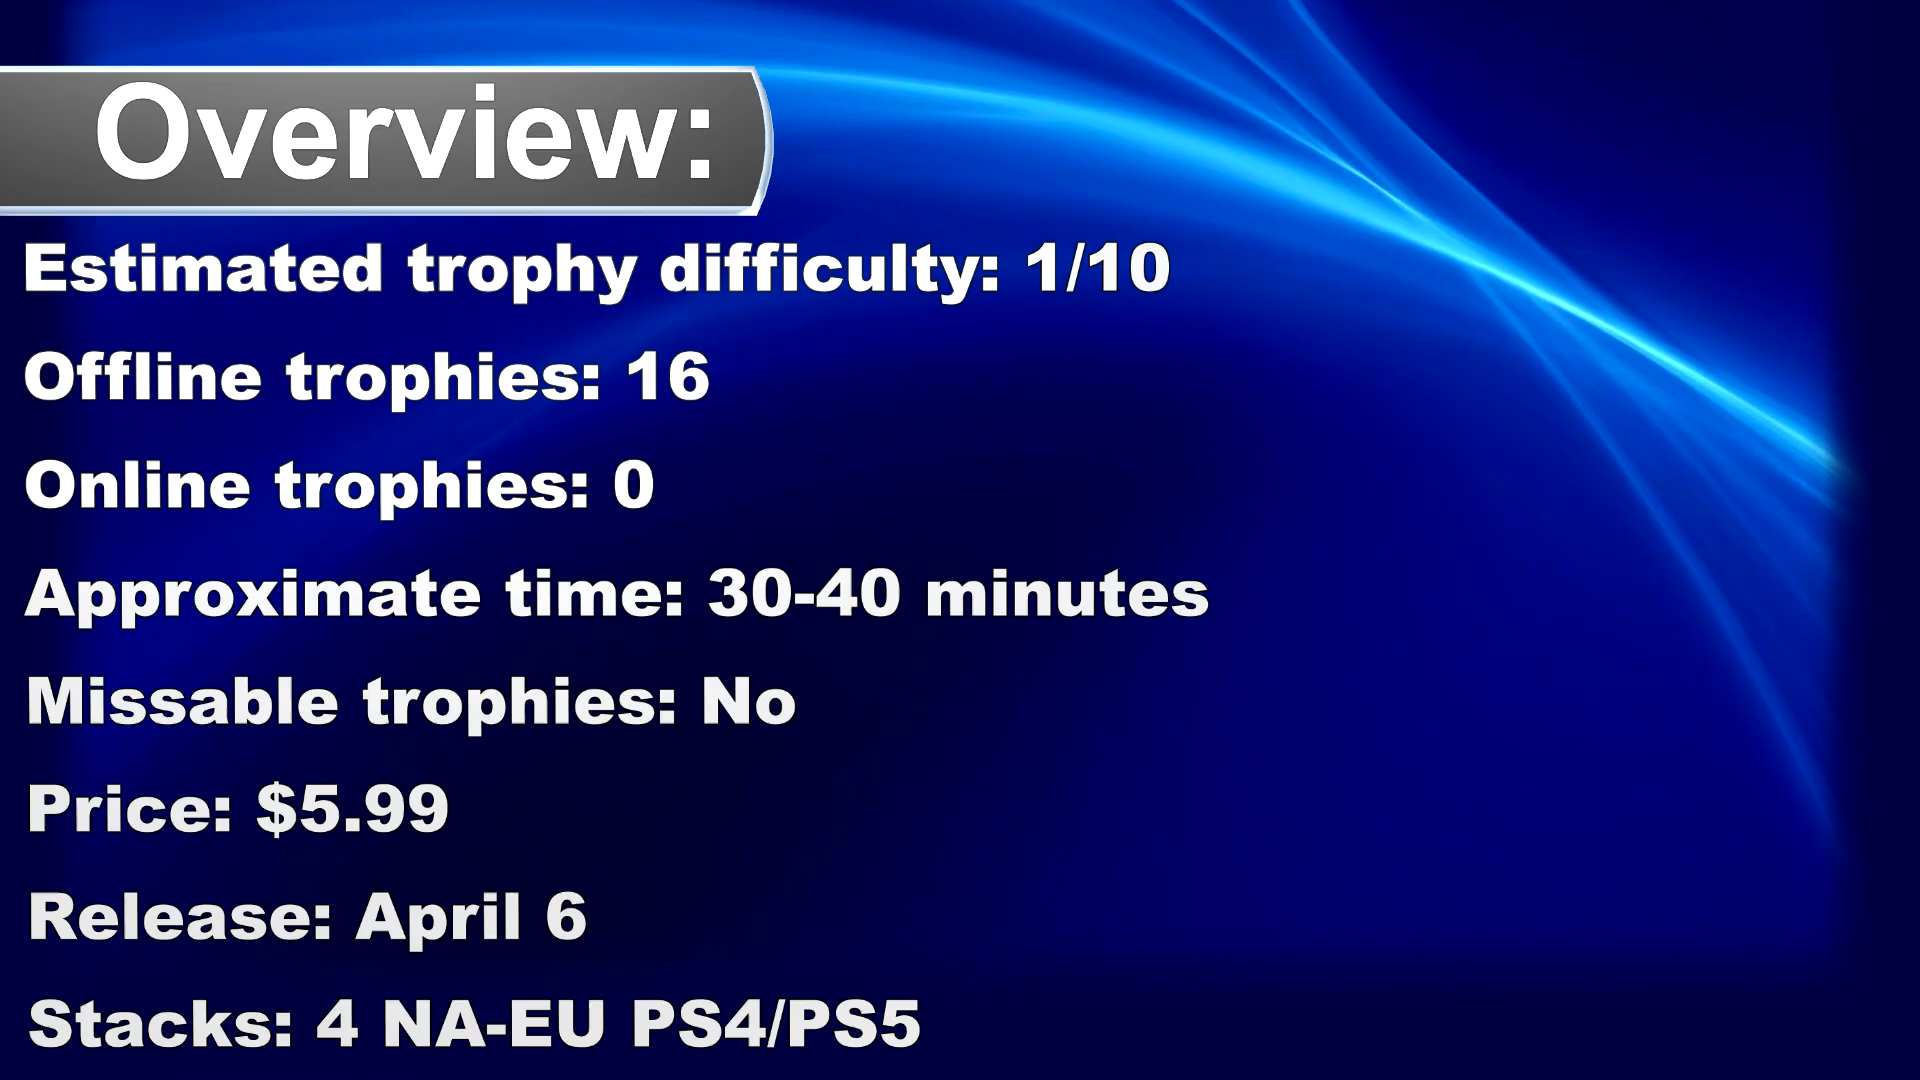 Overview:
Estimated trophy difficulty: 1/10
Offline trophies: 16
Online trophies: 0
Approximate time: 30-40 minutes
Missable trophies: No
Price: $5.99
Release: April 6
Stacks: 4 NA-EU PS4/PS5